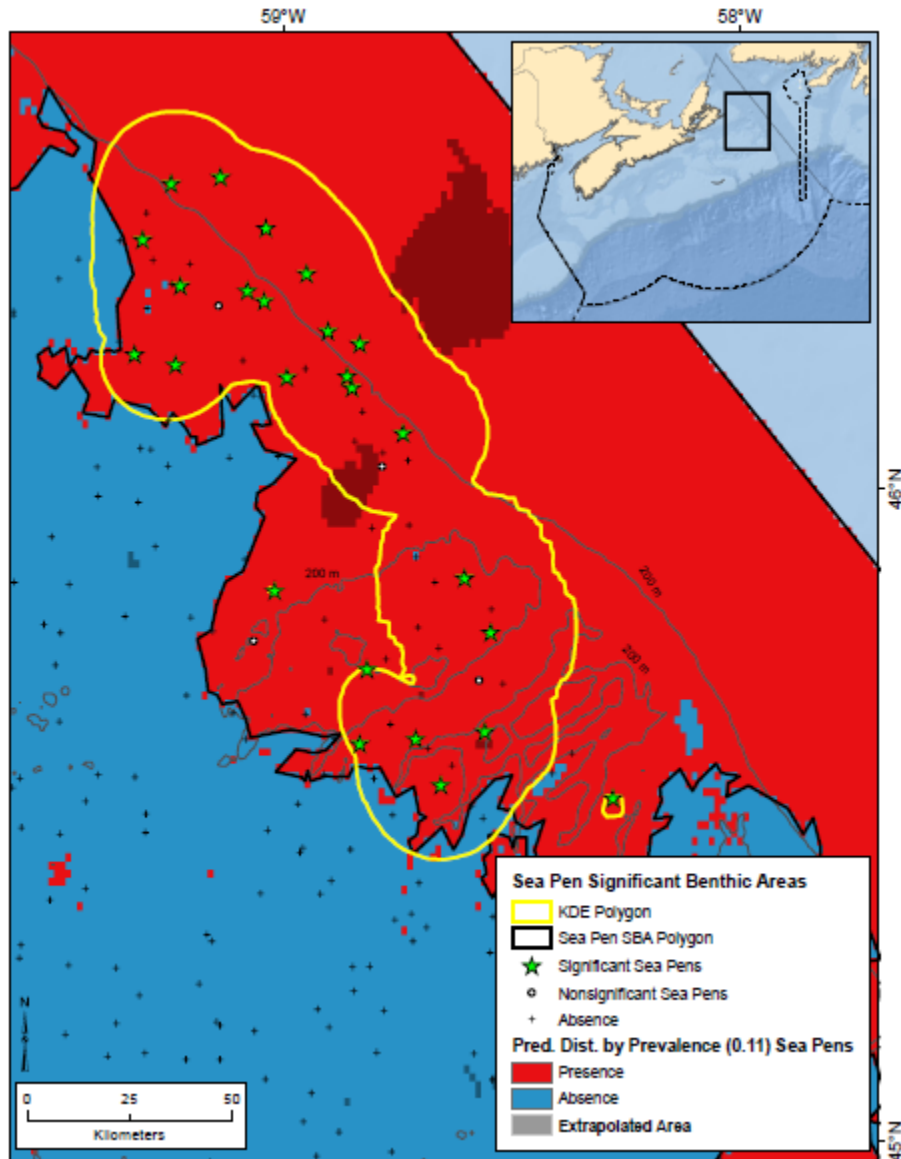 59°W
58°W
46°N
200 m
200 m
200 m
Sea Pen Significant Benthic Areas
KDE Polygon
Sea Pen SBA Polygon
Significant Sea Pens
Nonsignificant Sea Pens
Absence
Pred. Dist. by Prevalence (0.11) Sea Pens
Presence
Absence
Extrapolated Area
N
0 25 50
Kilometers
45°N